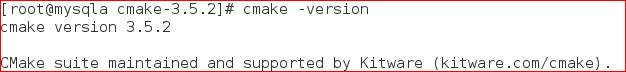 [root@mysqla cmake-3.5.2]# cmake -version
cmake version 3.5.2
CMake suite maintained and supported by Kitware (kitware.com/cmake).